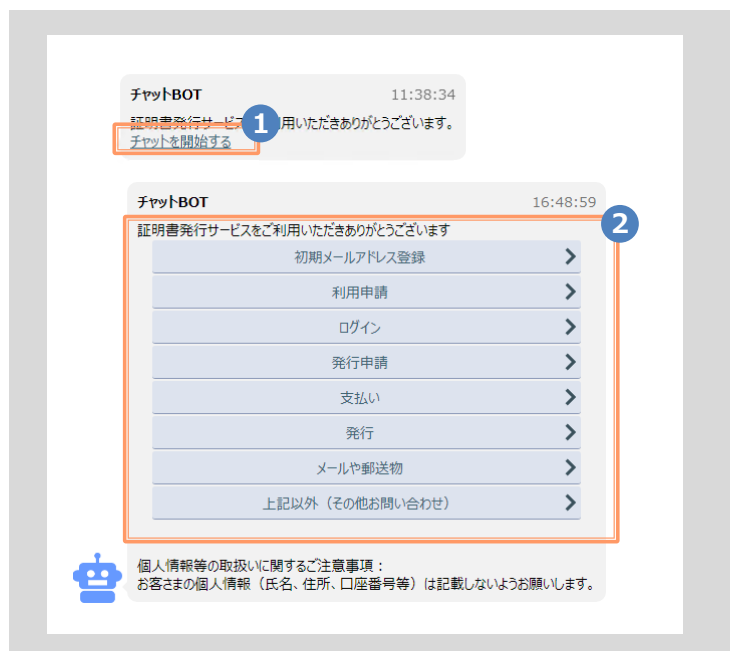 チャットBOT 11:38:34
証明書発行サービス 用いただきありがとうございます。
チャットを開始する
1
チャットBOT 16:48:59
2
証明書発行サービスをご利用いただきありがとうございます
初期メールアドレス登録
利用申請
ログイン
発行申請
支払い
発行
メールや郵送物
上記以外（その他お問い合わせ）
個人情報等の取扱いに関するご注意事項：
お客さまの個人情報（氏名、住所、口座番号等）は記載しないようお願いします。